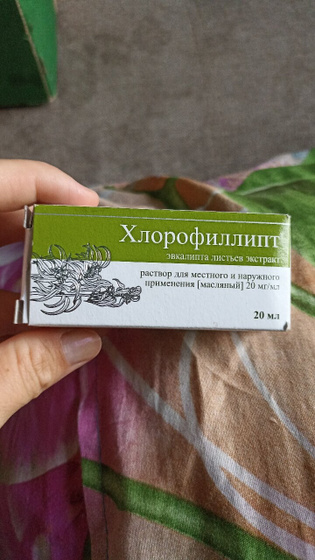 Хлорофиллипт
эвкалипта листьев экстракт
раствор для местного и наружного
применения [масляный] 20 мг/мл
20 мл